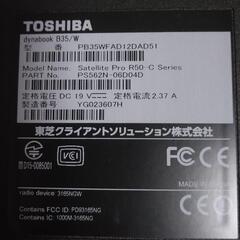 TOSHIBA
dynabook B35/W
型 番 PB35WFAD12DAD51
Model Name. Satellite Pro R50-C Series
PART No. PS562N-06D04D
定格電圧 DC 19 V 定格電流 2.37 A
製造番号 YG023607H
東芝クライアントソリューション株式会社
D15-0085001
VCCI
FC CE
radio device 3165NGW
Contains FCC ID: PD93165NG
Contains IC: 1000M-3165NG